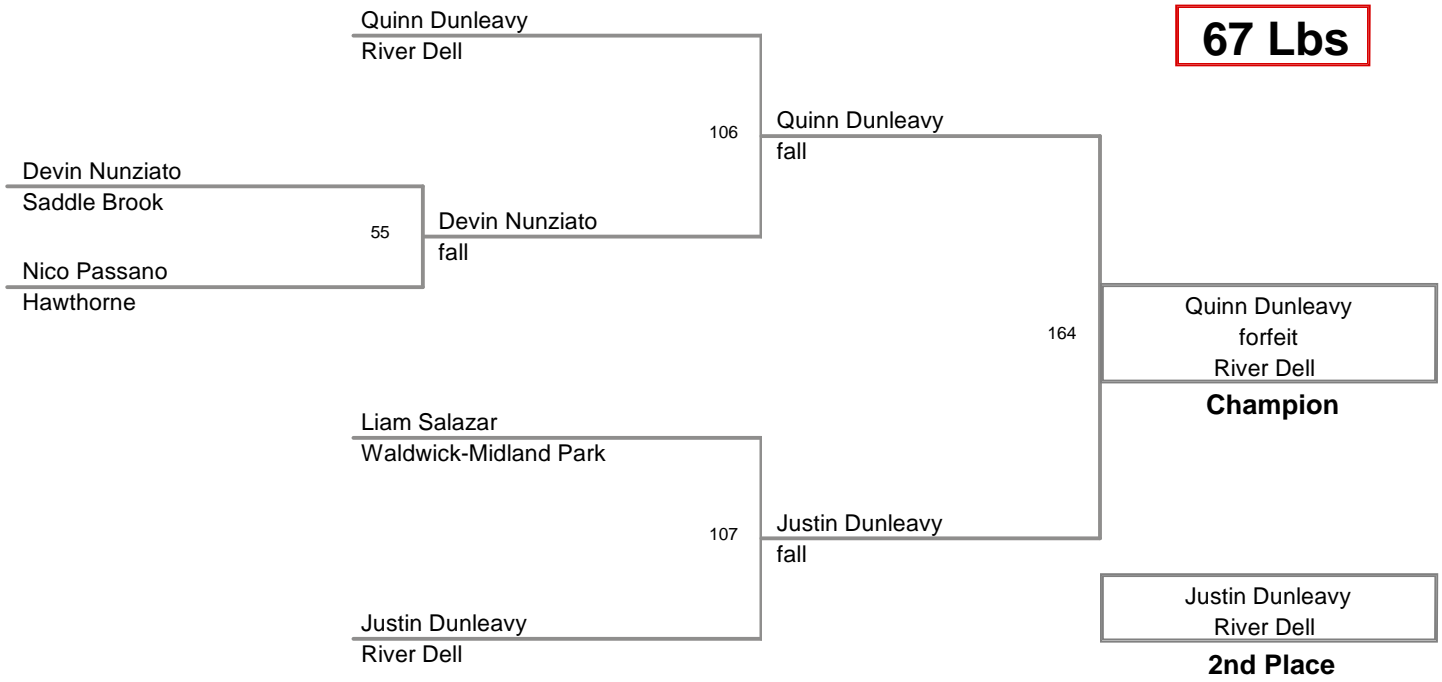 Quinn Dunleavy
River Dell
67 Lbs
106
Quinn Dunleavy
fall
Devin Nunziato
Saddle Brook
55
Devin Nunziato
fall
Nico Passano
Hawthorne
164
Quinn Dunleavy
forfeit
River Dell
Champion
Liam Salazar
Waldwick-Midland Park
107
Justin Dunleavy
fall
Justin Dunleavy
River Dell
Justin Dunleavy
River Dell
2nd Place